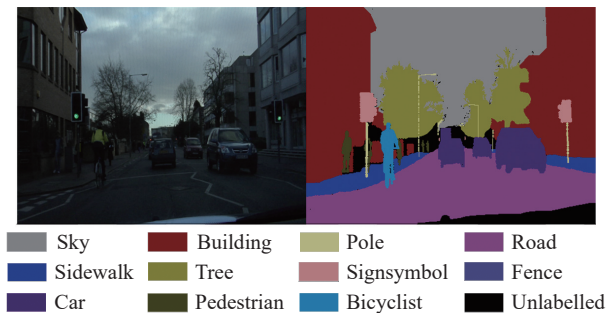 Sky Building Pole Road
Sidewalk Tree Signsymbol Fence
Car Pedestrian Bicyclist Unlabelled